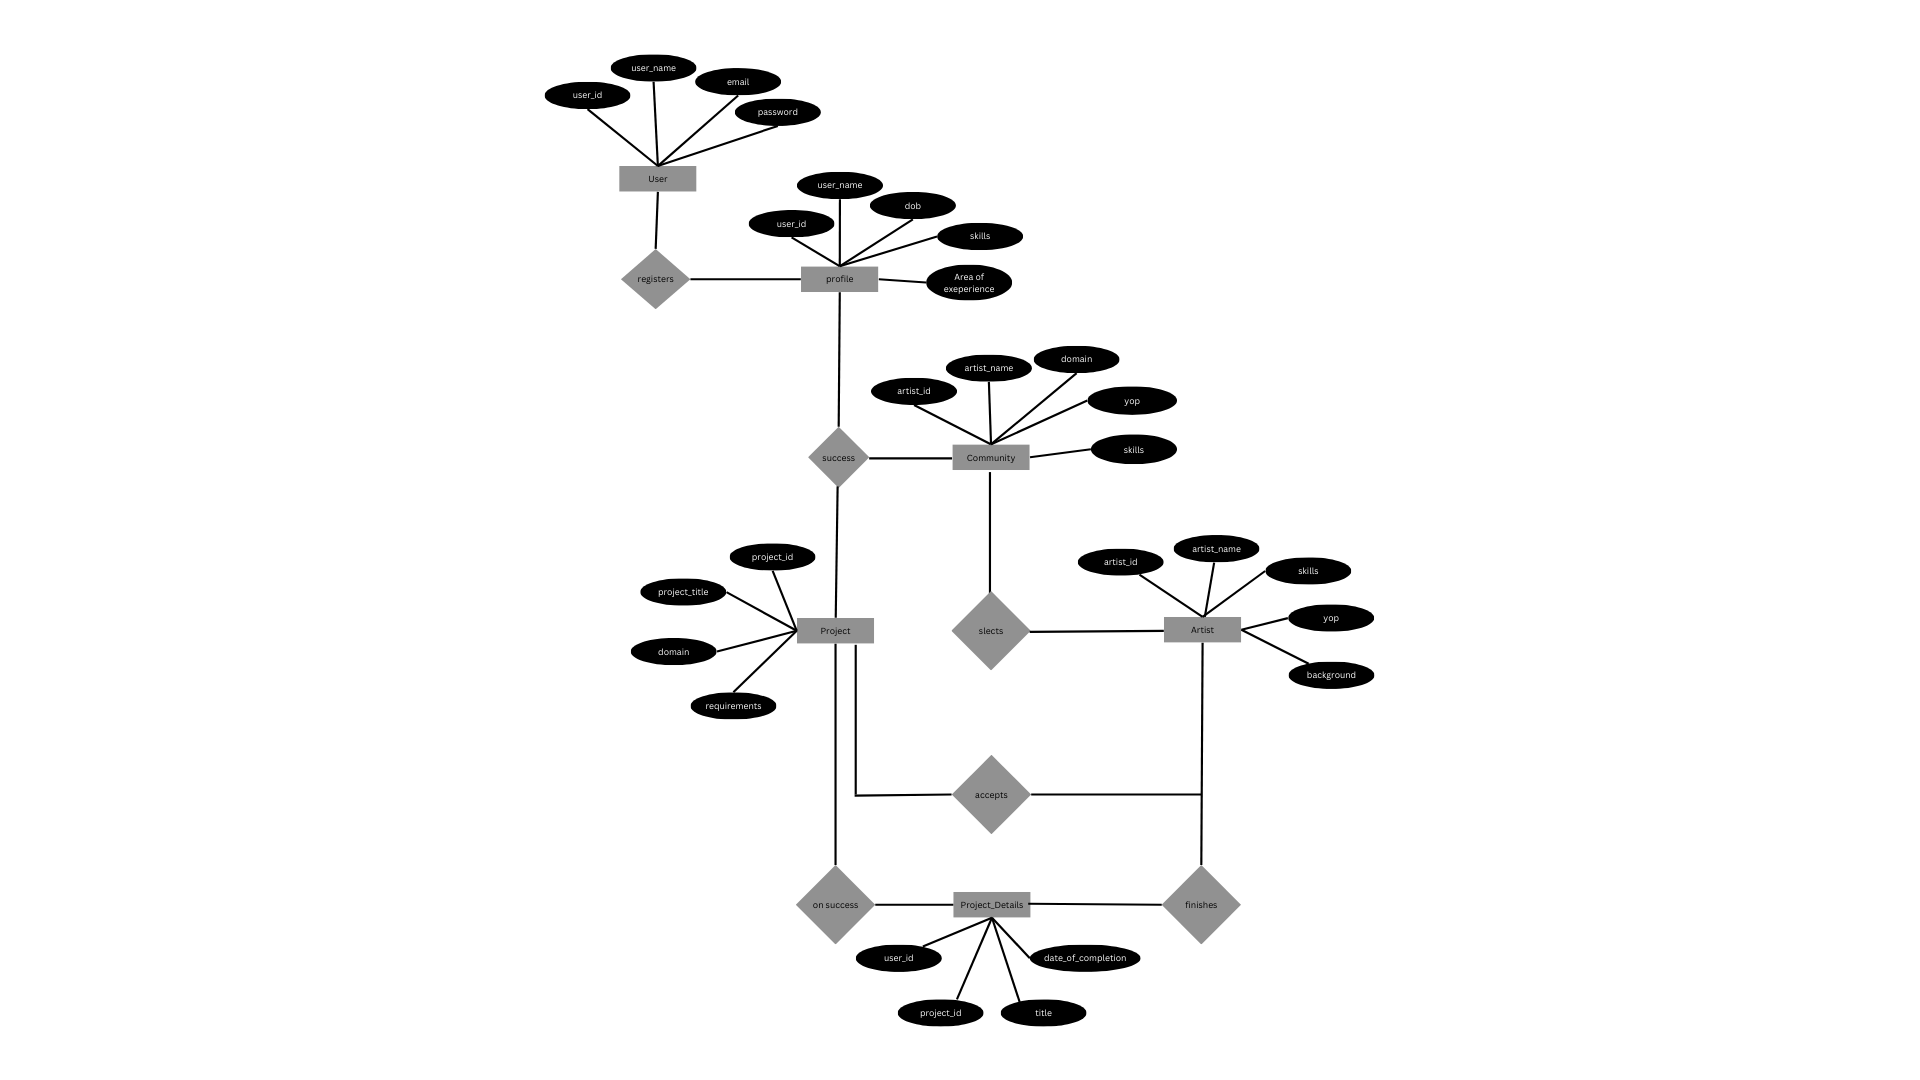 user_name
email
user_id
password
User
user_name
dob
user_id
skills
registers
profile
Area of
exeperience
domain
artist_name
artist_id
yop
skills
success
Community
artist_name
project_id
artist_id
skills
project_title
yop
Project
slects
Artist
domain
background
requirements
accepts
on success
Project_Details
finishes
user_id
date_of_completion
project_id
title